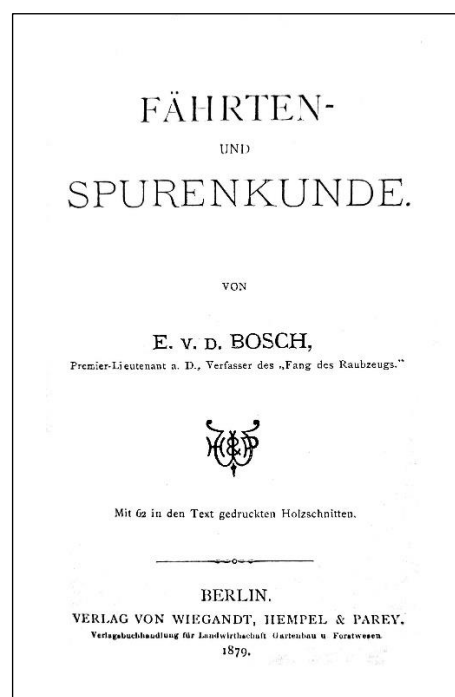 FÄHRTEN-
UND
SPURENKUNDE.
VON
E. V. D. BOSCH,
Premier-Lieutenant a. D., Verfasser des „Fang des Raubzeugs.“
WH&P
Mit 62 in den Text gedruckten Holzschnitten.
BERLIN.
VERLAG VON WIEGANDT, HEMPEL & PAREY.
Verlagsbuchhandlung für Landwirthschaft Gartenbau u Forstwesen
1879.